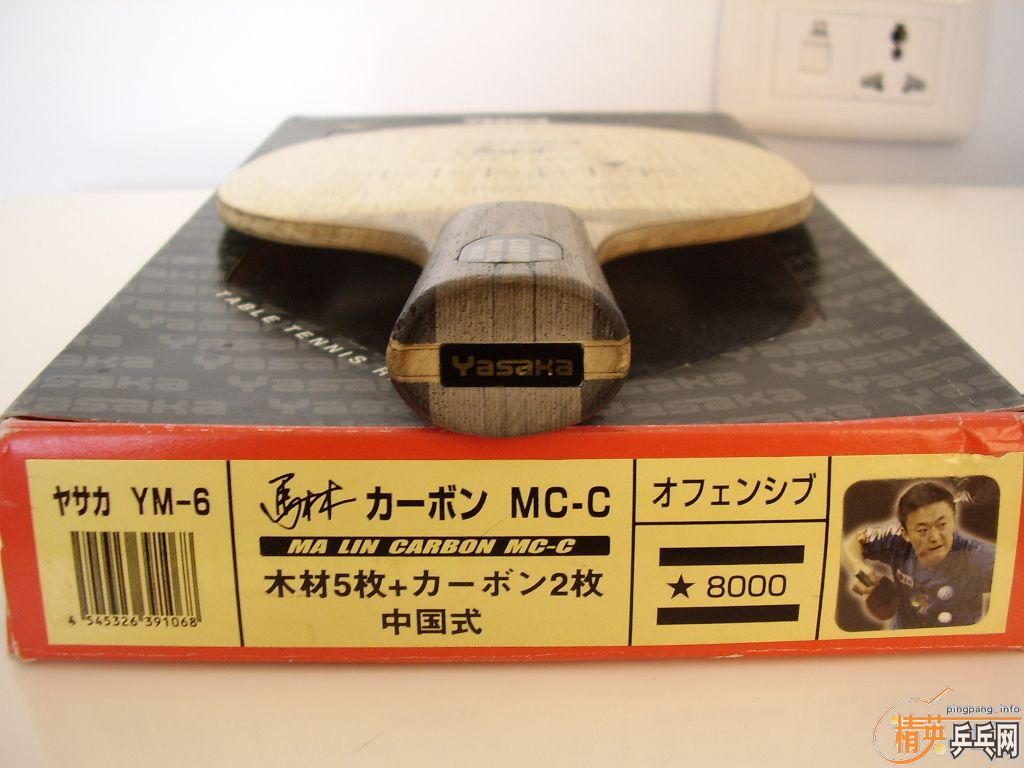 TABLE TENNIS
Yasaka
ヤサカ YM-6
4 545326 391068
馬林 カーボン MC-C
MA LIN CARBON MC-C
木材5枚+カーボン2枚
中国式
オフェンシブ
★ 8000
pingpang.info
精英乒乓网